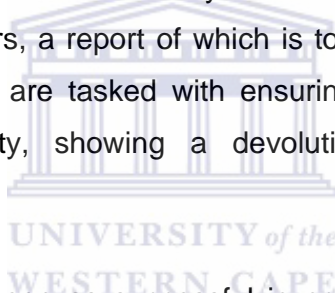 rs, a report of which is to
are tasked with ensurin
ty, showing a devoluti
UNIVERSITY of the
WESTERN CAPE